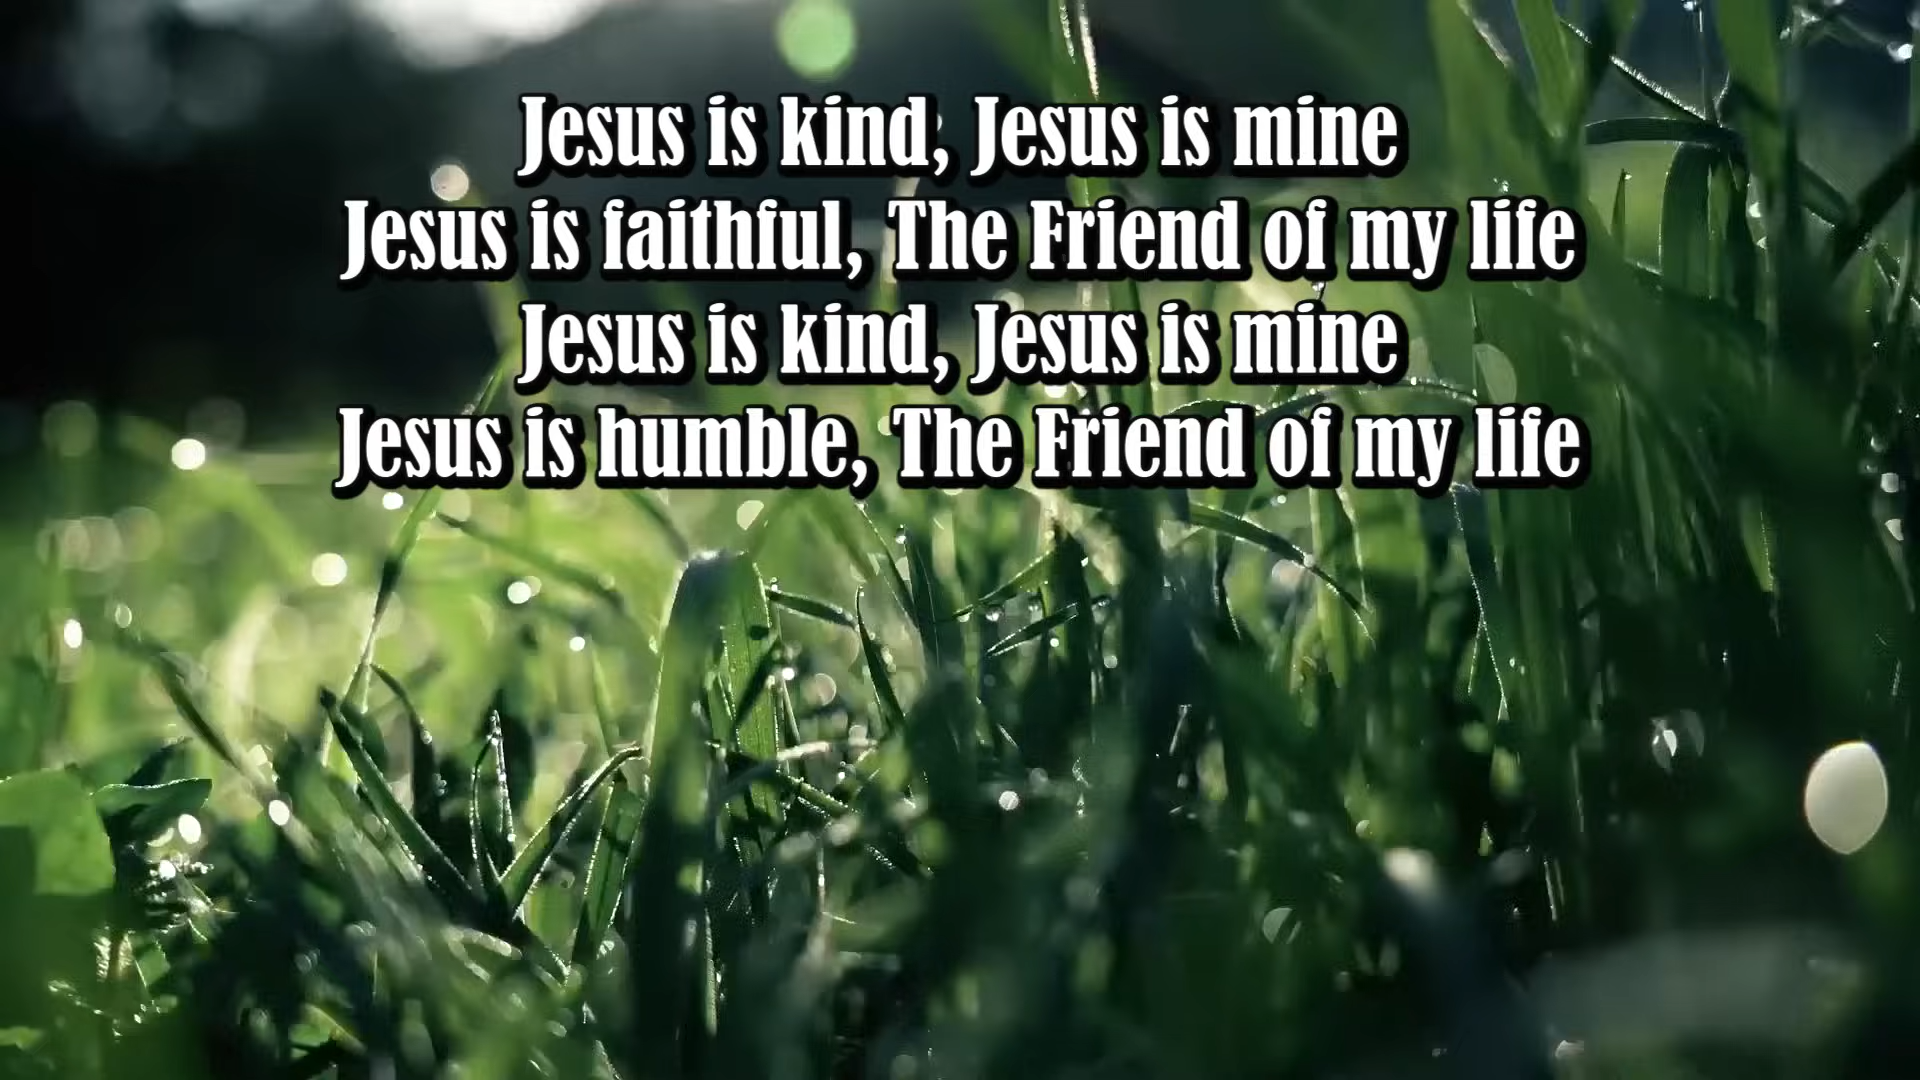 Jesus is kind, Jesus is mine
Jesus is faithful, The Friend of my life
Jesus is kind, Jesus is mine
Jesus is humble, The Friend of my life